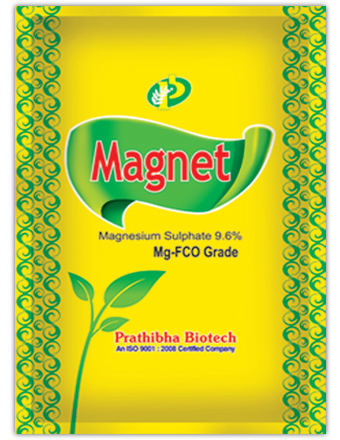 Magnet
Magnesium Sulphate 9.6%
Mg-FCO Grade
Prathibha Biotech
An ISO 9001 : 2008 Certified Company